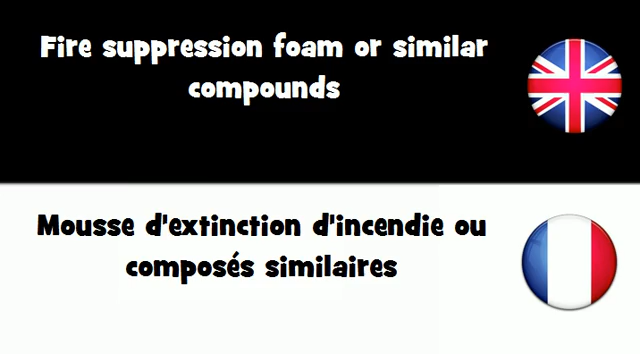 Fire suppression foam or similar
compounds
Mousse d'extinction d'incendie ou
composés similaires